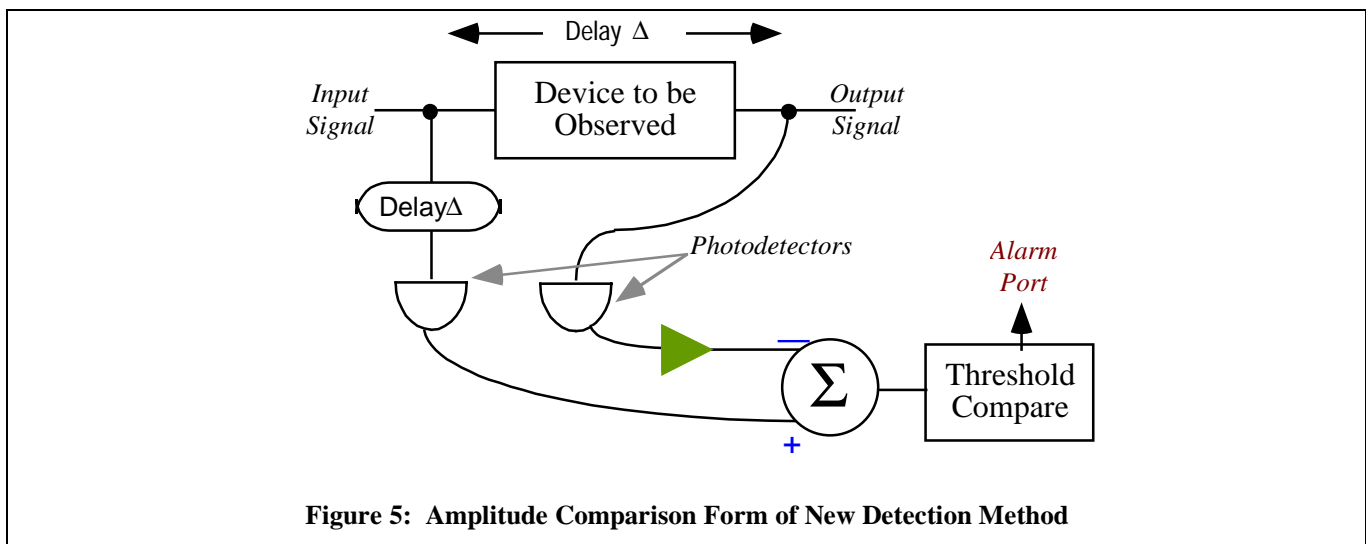 Delay Δ
Input
Signal
Device to be
Observed
Output
Signal
DelayΔ
Photodetectors
Alarm
Port
—
Σ
+
Threshold
Compare
Figure 5: Amplitude Comparison Form of New Detection Method